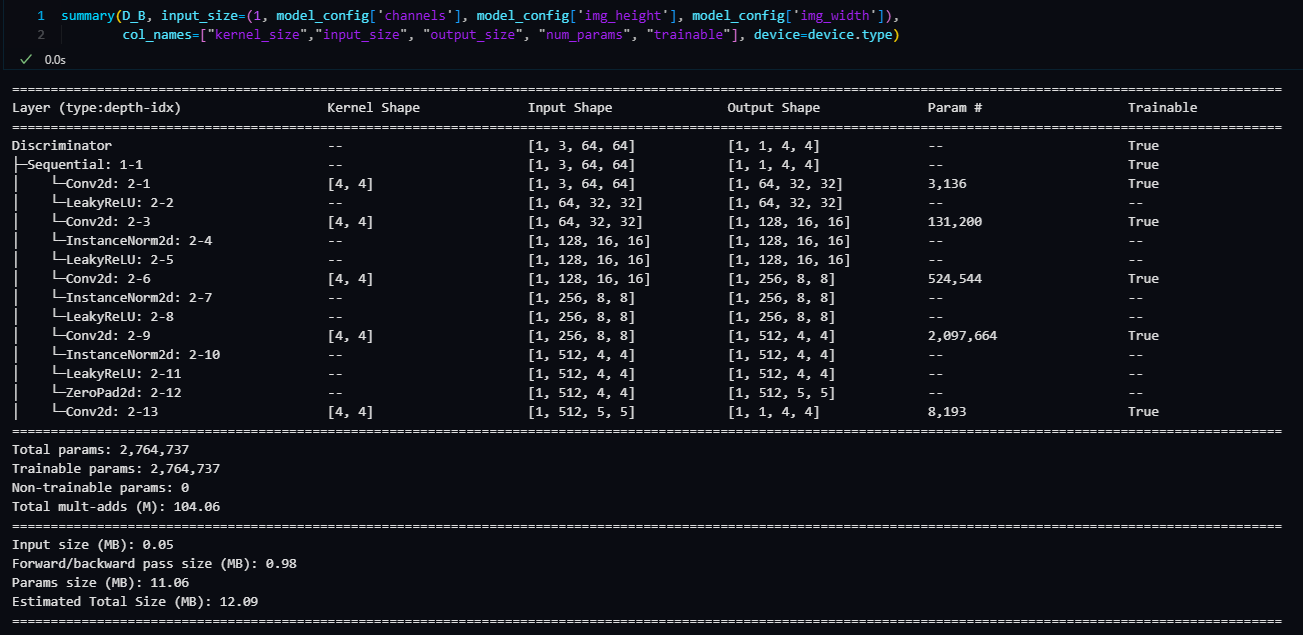 1 summary(D_B, input_size=(1, model_config['channels'], model_config['img_height'], model_config['img_width']),
2 col_names=["kernel_size","input_size", "output_size", "num_params", "trainable"], device=device.type)
✓ 0.0s
==========================================================================================
Layer (type:depth-idx) Kernel Shape Input Shape Output Shape Param # Trainable
==========================================================================================
Discriminator -- [1, 3, 64, 64] [1, 1, 4, 4] -- True
├─Sequential: 1-1 -- [1, 3, 64, 64] [1, 1, 4, 4] -- True
│ └─Conv2d: 2-1 [4, 4] [1, 3, 64, 64] [1, 64, 32, 32] 3,136 True
│ └─LeakyReLU: 2-2 -- [1, 64, 32, 32] [1, 64, 32, 32] -- --
│ └─Conv2d: 2-3 [4, 4] [1, 64, 32, 32] [1, 128, 16, 16] 131,200 True
│ └─InstanceNorm2d: 2-4 -- [1, 128, 16, 16] [1, 128, 16, 16] -- --
│ └─LeakyReLU: 2-5 -- [1, 128, 16, 16] [1, 128, 16, 16] -- --
│ └─Conv2d: 2-6 [4, 4] [1, 128, 16, 16] [1, 256, 8, 8] 524,544 True
│ └─InstanceNorm2d: 2-7 -- [1, 256, 8, 8] [1, 256, 8, 8] -- --
│ └─LeakyReLU: 2-8 -- [1, 256, 8, 8] [1, 256, 8, 8] -- --
│ └─Conv2d: 2-9 [4, 4] [1, 256, 8, 8] [1, 512, 4, 4] 2,097,664 True
│ └─InstanceNorm2d: 2-10 -- [1, 512, 4, 4] [1, 512, 4, 4] -- --
│ └─LeakyReLU: 2-11 -- [1, 512, 4, 4] [1, 512, 4, 4] -- --
│ └─ZeroPad2d: 2-12 -- [1, 512, 4, 4] [1, 512, 5, 5] -- --
│ └─Conv2d: 2-13 [4, 4] [1, 512, 5, 5] [1, 1, 4, 4] 8,193 True
==========================================================================================
Total params: 2,764,737
Trainable params: 2,764,737
Non-trainable params: 0
Total mult-adds (M): 104.06
==========================================================================================
Input size (MB): 0.05
Forward/backward pass size (MB): 0.98
Params size (MB): 11.06
Estimated Total Size (MB): 12.09
==========================================================================================